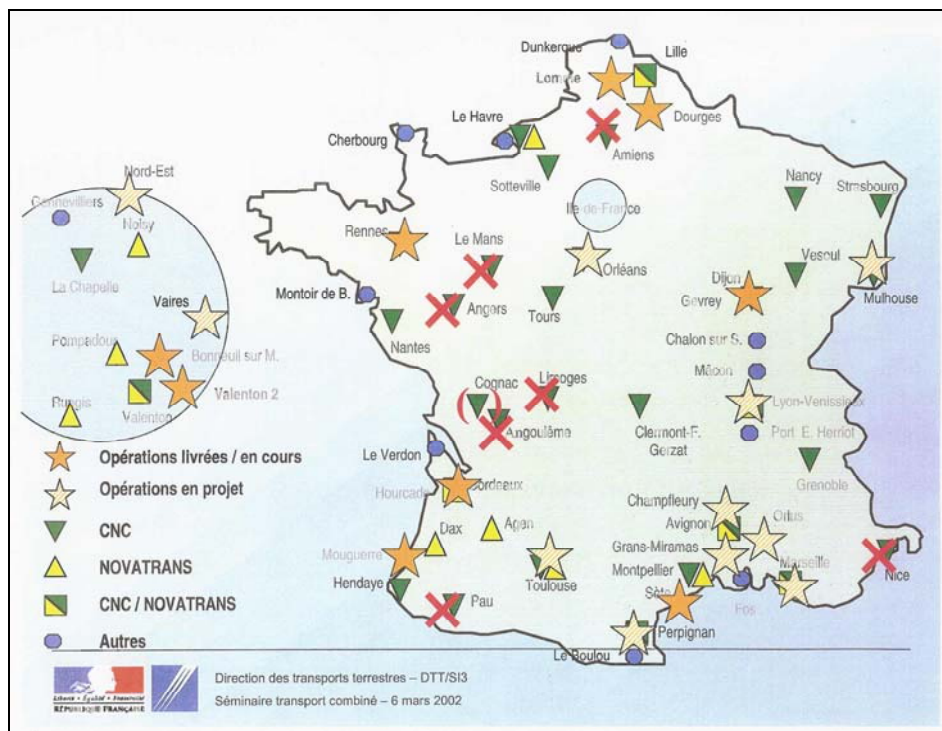 Dunkerque
Lille
Lomme
Dourges
Le Havre
Cherbourg
Amiens
Sotteville
Nord-Est
Gennevilliers
Noisy
Nancy
Strasbourg
Ile-de-France
Rennes
Le Mans
Orléans
Vesoul
La Chapelle
Dijon
Gevrey
Mulhouse
Vaires
Montoir de B.
Angers
Tours
Nantes
Chalon sur S.
Pompadour
Bonneuil sur M.
Mâcon
Valenton 2
Cognac
Limoges
Lyon-Venissieux
Rungis
Valenton
Angoulême
Clermont-F.
Gerzat
Port E. Herriot
Le Verdon
Grenoble
Opérations livrées / en cours
Opérations en projet
CNC
NOVATRANS
CNC / NOVATRANS
Autres
Bordeaux
Hourcade
Champfleury
Dax
Agen
Avignon
Mouguerre
Grans-Miramas
Marseille
Hendaye
Toulouse
Montpellier
Nice
Sète
Fos
Pau
Perpignan
Le Boulou
Liberté • Égalité • Fraternité
RÉPUBLIQUE FRANÇAISE
Direction des transports terrestres – DTT/SI3
Séminaire transport combiné – 6 mars 2002